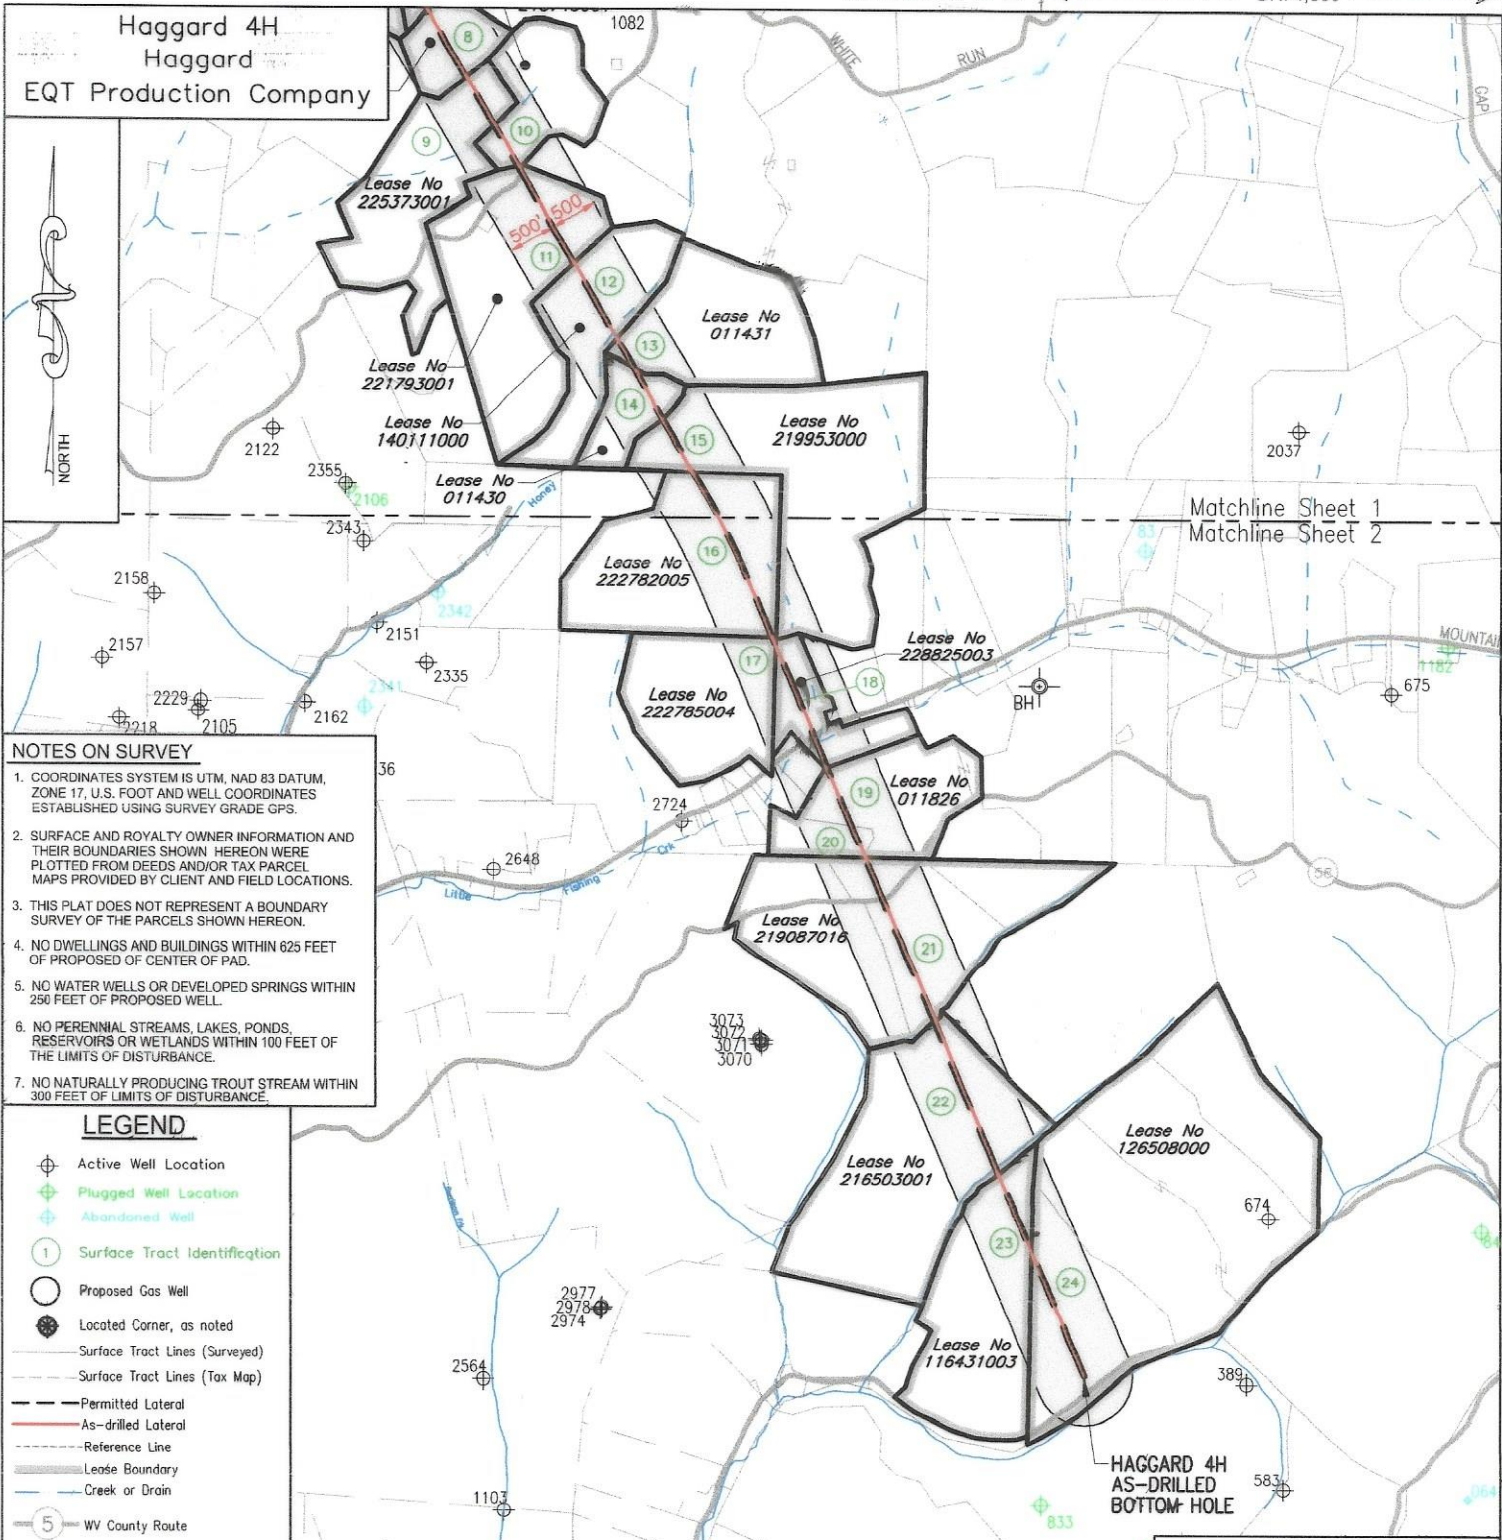 Haggard 4H
Haggard
EQT Production Company
NORTH
1082
WHITE
RUN
GAP
8
9
10
Lease No
225373001
500'
500'
11
12
Lease No
011431
13
Lease No
221793001
14
Lease No
140111000
15
Lease No
219953000
Lease No
011430
2122
2355
2106
2343
Honey
2037
Matchline Sheet 1
Matchline Sheet 2
83
16
Lease No
222782005
2158
2342
2151
2157
2335
2229
2105
2341
2162
2218
17
Lease No
228825003
18
MOUNTAIN
1182
675
BH
Lease No
222785004
36
2724
19
Lease No
011826
20
2648
Crk
Fishing
Little
56
Lease No
219087016
21
3073
3072
3071
3070
22
Lease No
126508000
Lease No
216503001
674
23
24
64
2977
2978
2974
2564
Lease No
116431003
389
1103
HAGGARD 4H
AS-DRILLED
BOTTOM HOLE
583
833
064
NOTES ON SURVEY
1. COORDINATES SYSTEM IS UTM, NAD 83 DATUM,
ZONE 17, U.S. FOOT AND WELL COORDINATES
ESTABLISHED USING SURVEY GRADE GPS.
2. SURFACE AND ROYALTY OWNER INFORMATION AND
THEIR BOUNDARIES SHOWN HEREON WERE
PLOTTED FROM DEEDS AND/OR TAX PARCEL
MAPS PROVIDED BY CLIENT AND FIELD LOCATIONS.
3. THIS PLAT DOES NOT REPRESENT A BOUNDARY
SURVEY OF THE PARCELS SHOWN HEREON.
4. NO DWELLINGS AND BUILDINGS WITHIN 625 FEET
OF PROPOSED OF CENTER OF PAD.
5. NO WATER WELLS OR DEVELOPED SPRINGS WITHIN
250 FEET OF PROPOSED WELL.
6. NO PERENNIAL STREAMS, LAKES, PONDS,
RESERVOIRS OR WETLANDS WITHIN 100 FEET OF
THE LIMITS OF DISTURBANCE.
7. NO NATURALLY PRODUCING TROUT STREAM WITHIN
300 FEET OF LIMITS OF DISTURBANCE.
LEGEND
Active Well Location
Plugged Well Location
Abandoned Well
1 Surface Tract Identification
Proposed Gas Well
Located Corner, as noted
Surface Tract Lines (Surveyed)
Surface Tract Lines (Tax Map)
Permitted Lateral
As-drilled Lateral
Reference Line
Lease Boundary
Creek or Drain
5 WV County Route